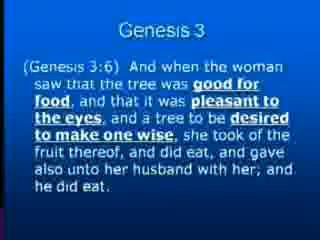 Genesis 3
(Genesis 3:6) And when the woman
saw that the tree was good for
food, and that it was pleasant to
the eyes, and a tree to be desired
to make one wise, she took of the
fruit thereof, and did eat, and gave
also unto her husband with her; and
he did eat.